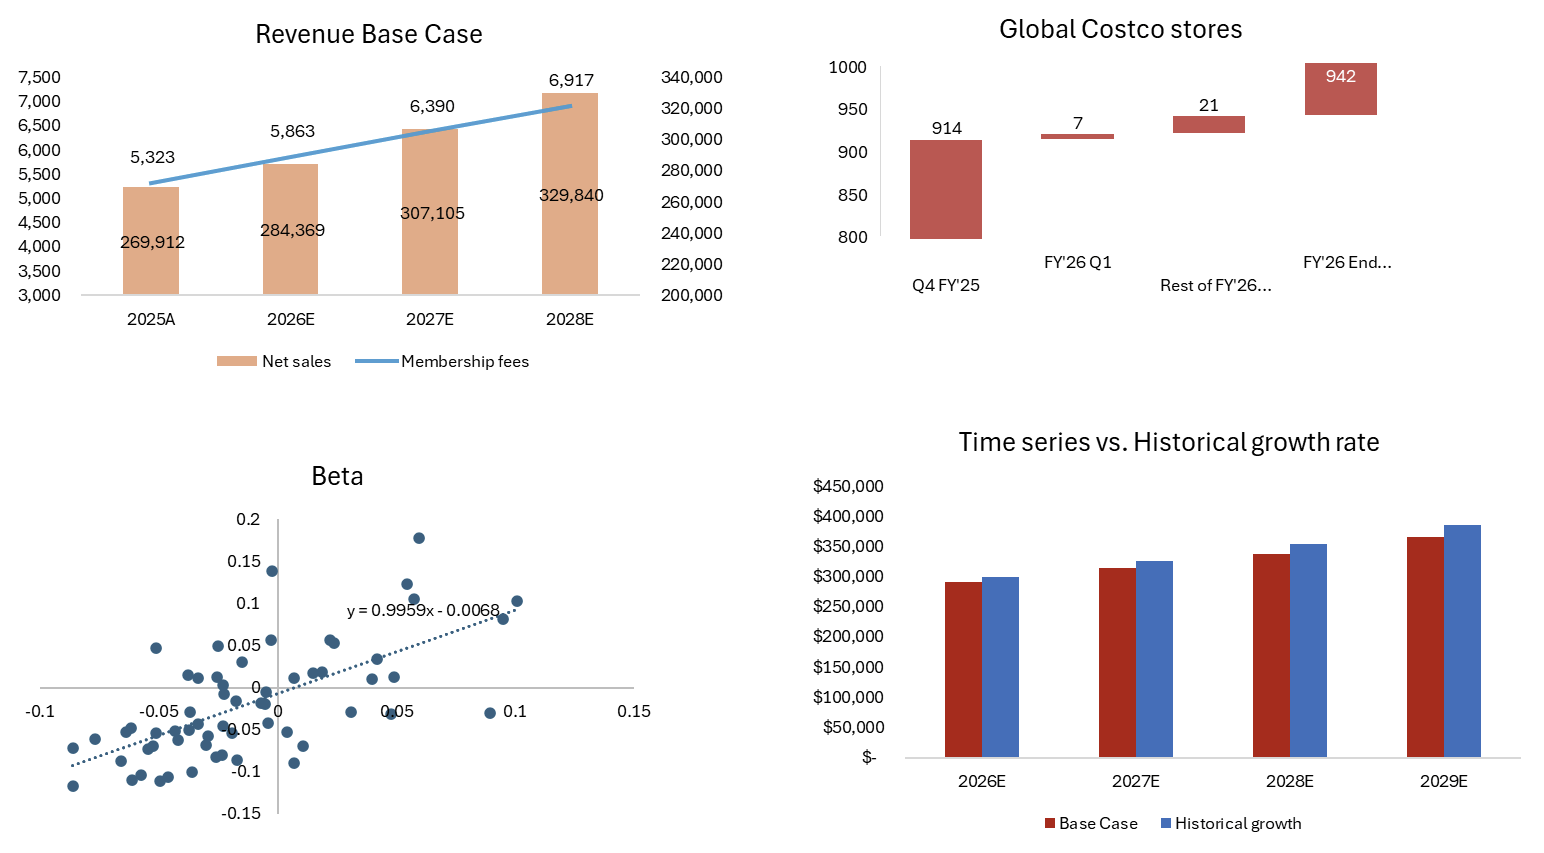 Revenue Base Case
7,500
7,000
6,500
6,000
5,500
5,000
4,500
4,000
3,500
3,000
340,000
320,000
300,000
280,000
260,000
240,000
220,000
200,000
5,323
5,863
6,390
6,917
269,912
284,369
307,105
329,840
2025A
2026E
2027E
2028E
Net sales
Membership fees
Global Costco stores
1000
950
900
850
800
914
7
21
942
Q4 FY'25
FY'26 Q1
Rest of FY'26...
FY'26 End...
Beta
0.2
0.15
0.1
0.05
0
-0.05
-0.1
-0.15
-0.1
-0.05
0
0.05
0.1
0.15
y = 0.9959x - 0.0068
Time series vs. Historical growth rate
$450,000
$400,000
$350,000
$300,000
$250,000
$200,000
$150,000
$100,000
$50,000
$-
2026E
2027E
2028E
2029E
Base Case
Historical growth